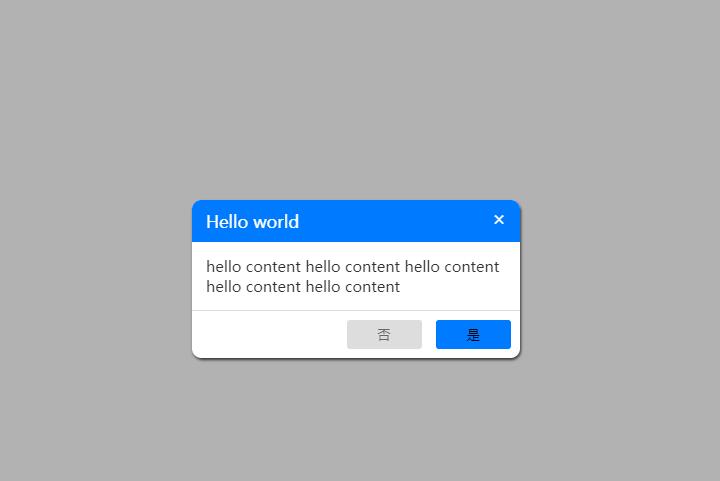 Hello world
×
hello content hello content hello content
hello content hello content
否
是